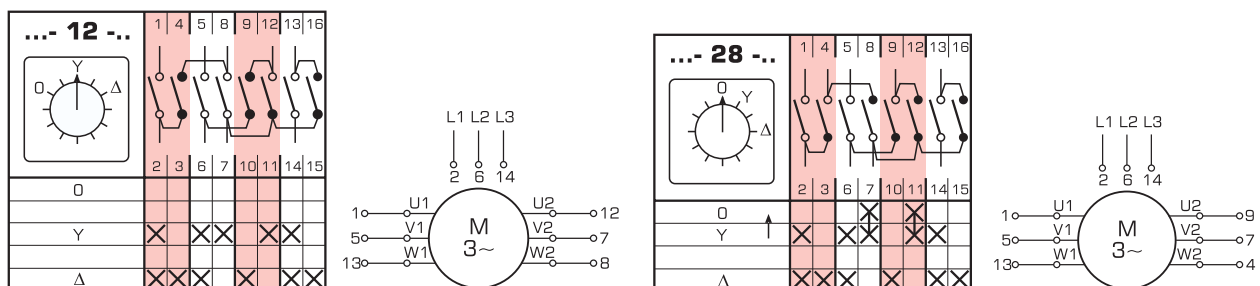 ...- 12 -..
1 4 5 8 9 12 13 16
Y
0 Δ
2 3 6 7 10 11 14 15
0
Y
Δ
L1 L2 L3
2 6 14
1 U1 U2 12
5 V1 V2 7
13 W1 W2 8
M
3~
...- 28 -..
1 4 5 8 9 12 13 16
0
Y
Δ
2 3 6 7 10 11 14 15
0
Y
Δ
L1 L2 L3
2 6 14
1 U1 U2 9
5 V1 V2 7
13 W1 W2 4
M
3~